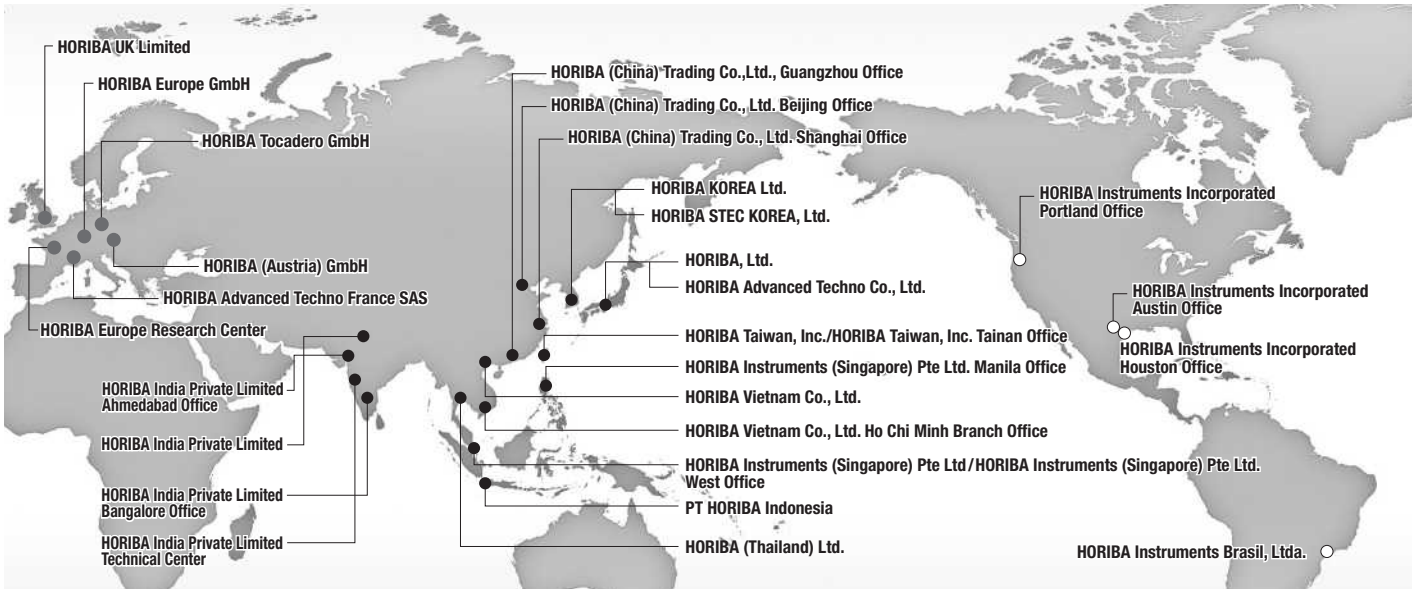 HORIBA UK Limited
HORIBA Europe GmbH
HORIBA Tocadero GmbH
HORIBA (Austria) GmbH
HORIBA Advanced Techno France SAS
HORIBA Europe Research Center
HORIBA India Private Limited
Ahmedabad Office
HORIBA India Private Limited
HORIBA India Private Limited
Bangalore Office
HORIBA India Private Limited
Technical Center
HORIBA (China) Trading Co.,Ltd., Guangzhou Office
HORIBA (China) Trading Co., Ltd. Beijing Office
HORIBA (China) Trading Co., Ltd. Shanghai Office
HORIBA KOREA Ltd.
HORIBA STEC KOREA, Ltd.
HORIBA, Ltd.
HORIBA Advanced Techno Co., Ltd.
HORIBA Taiwan, Inc./HORIBA Taiwan, Inc. Tainan Office
HORIBA Instruments (Singapore) Pte Ltd. Manila Office
HORIBA Vietnam Co., Ltd.
HORIBA Vietnam Co., Ltd. Ho Chi Minh Branch Office
HORIBA Instruments (Singapore) Pte Ltd/HORIBA Instruments (Singapore) Pte Ltd.
West Office
PT HORIBA Indonesia
HORIBA (Thailand) Ltd.
HORIBA Instruments Incorporated
Portland Office
HORIBA Instruments Incorporated
Austin Office
HORIBA Instruments Incorporated
Houston Office
HORIBA Instruments Brasil, Ltda.